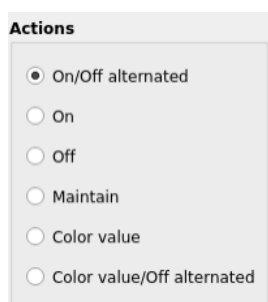 Actions
On/Off alternated
On
Off
Maintain
Color value
Color value/Off alternated